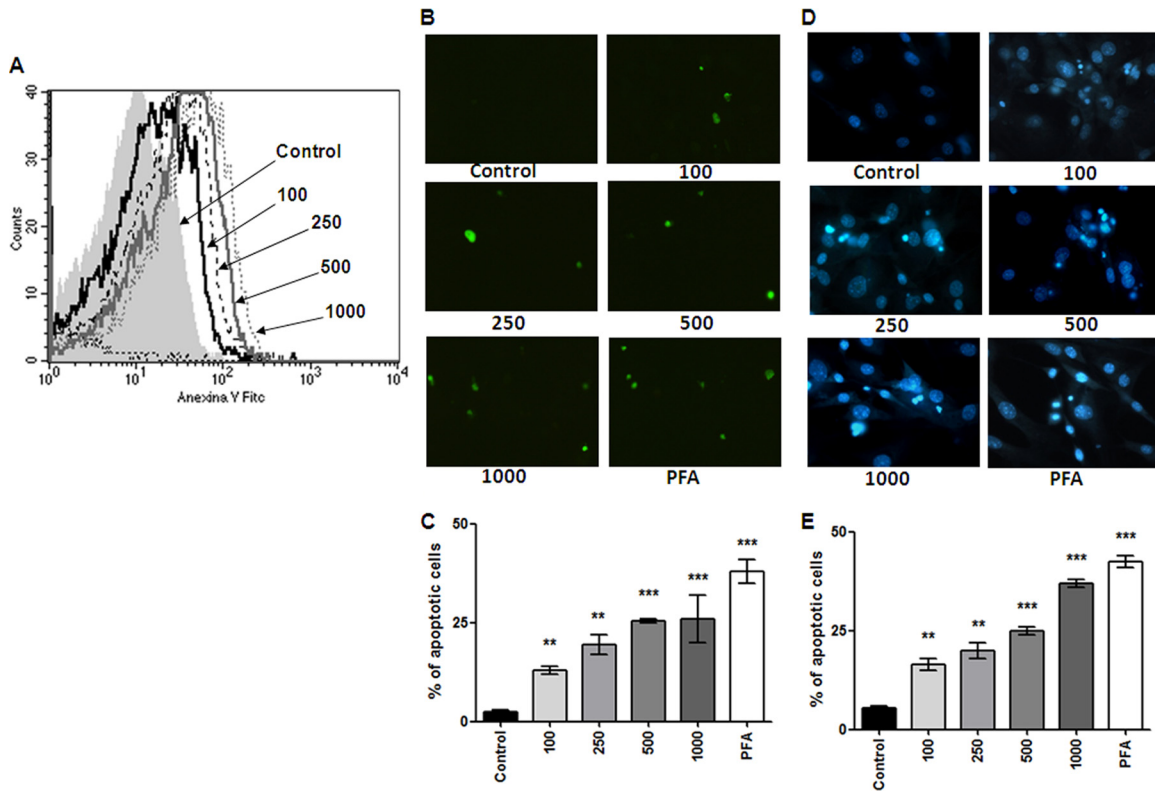 A
40
30
20
10
0
Counts
10^0
10^1
10^2
10^3
10^4
Anexina V Fitc
Control
100
250
500
1000
B
Control
100
250
500
1000
PFA
C
50
25
0
% of apoptotic cells
**
**
***
***
***
Control
100
250
500
1000
PFA
D
Control
100
250
500
1000
PFA
E
50
25
0
% of apoptotic cells
**
**
***
***
***
Control
100
250
500
1000
PFA